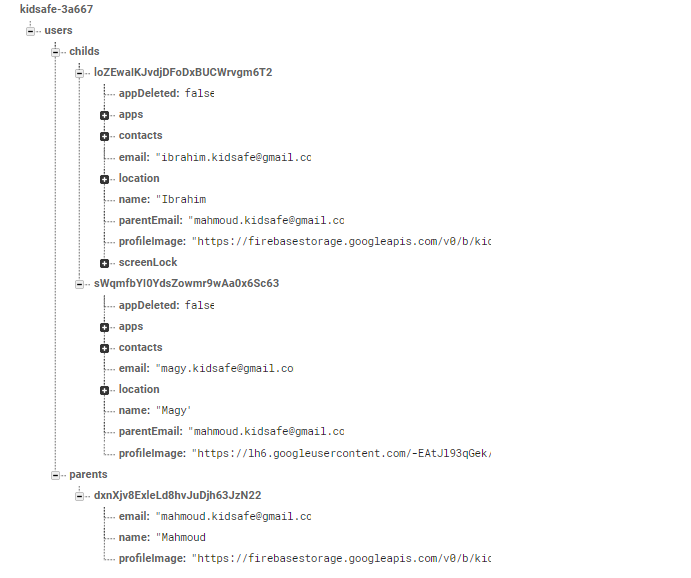 kidsafe-3a667
users
childs
loZEwaIKJvdjDFoDxBUCWrvgm6T2
appDeleted: false
apps
contacts
email: "ibrahim.kidsafe@gmail.cc
location
name: "Ibrahim
parentEmail: "mahmoud.kidsafe@gmail.cc
profileImage: "https://firebasestorage.googleapis.com/v0/b/kic
screenLock
sWqmfbYI0YdsZowmr9wAa0x6Sc63
appDeleted: false
apps
contacts
email: "magy.kidsafe@gmail.co
location
name: "Magy'
parentEmail: "mahmoud.kidsafe@gmail.cc
profileImage: "https://lh6.googleusercontent.com/-EAtJl93qGek/
parents
dxnXjv8ExleLd8hvJuDjh63JzN22
email: "mahmoud.kidsafe@gmail.cc
name: "Mahmoud
profileImage: "https://firebasestorage.googleapis.com/v0/b/kic